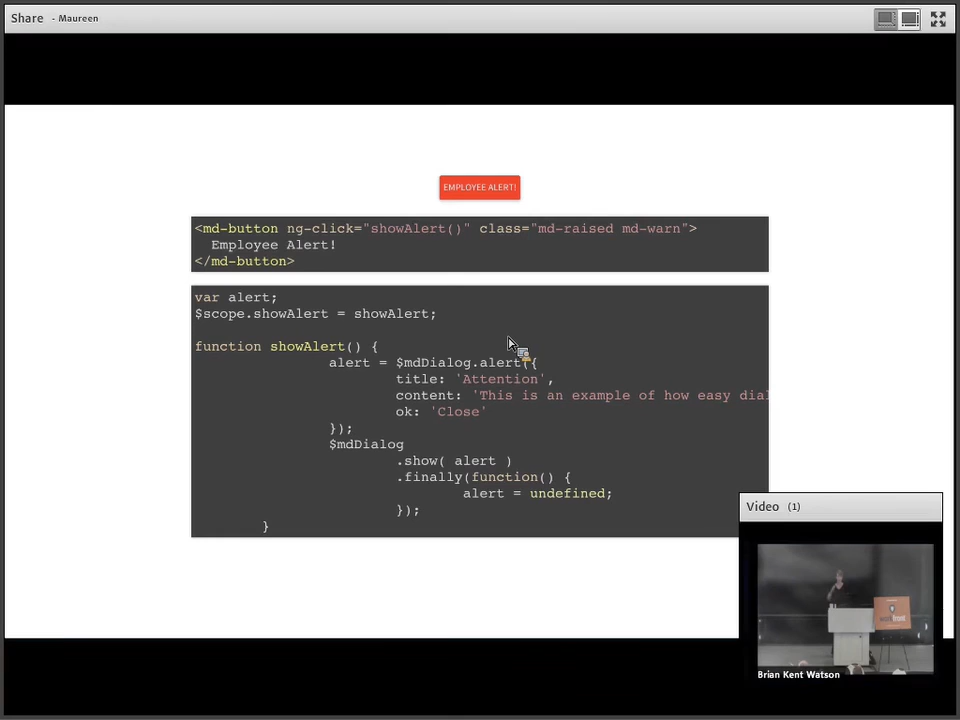 Share - Maureen
EMPLOYEE ALERT!
<md-button ng-click="showAlert()" class="md-raised md-warn">
Employee Alert!
</md-button>
var alert;
$scope.showAlert = showAlert;
function showAlert() {
alert = $mdDialog.alert({
title: 'Attention',
content: 'This is an example of how easy dial
ok: 'Close'
});
$mdDialog
.show( alert )
.finally(function() {
alert = undefined;
});
}
Video (1)
Brian Kent Watson